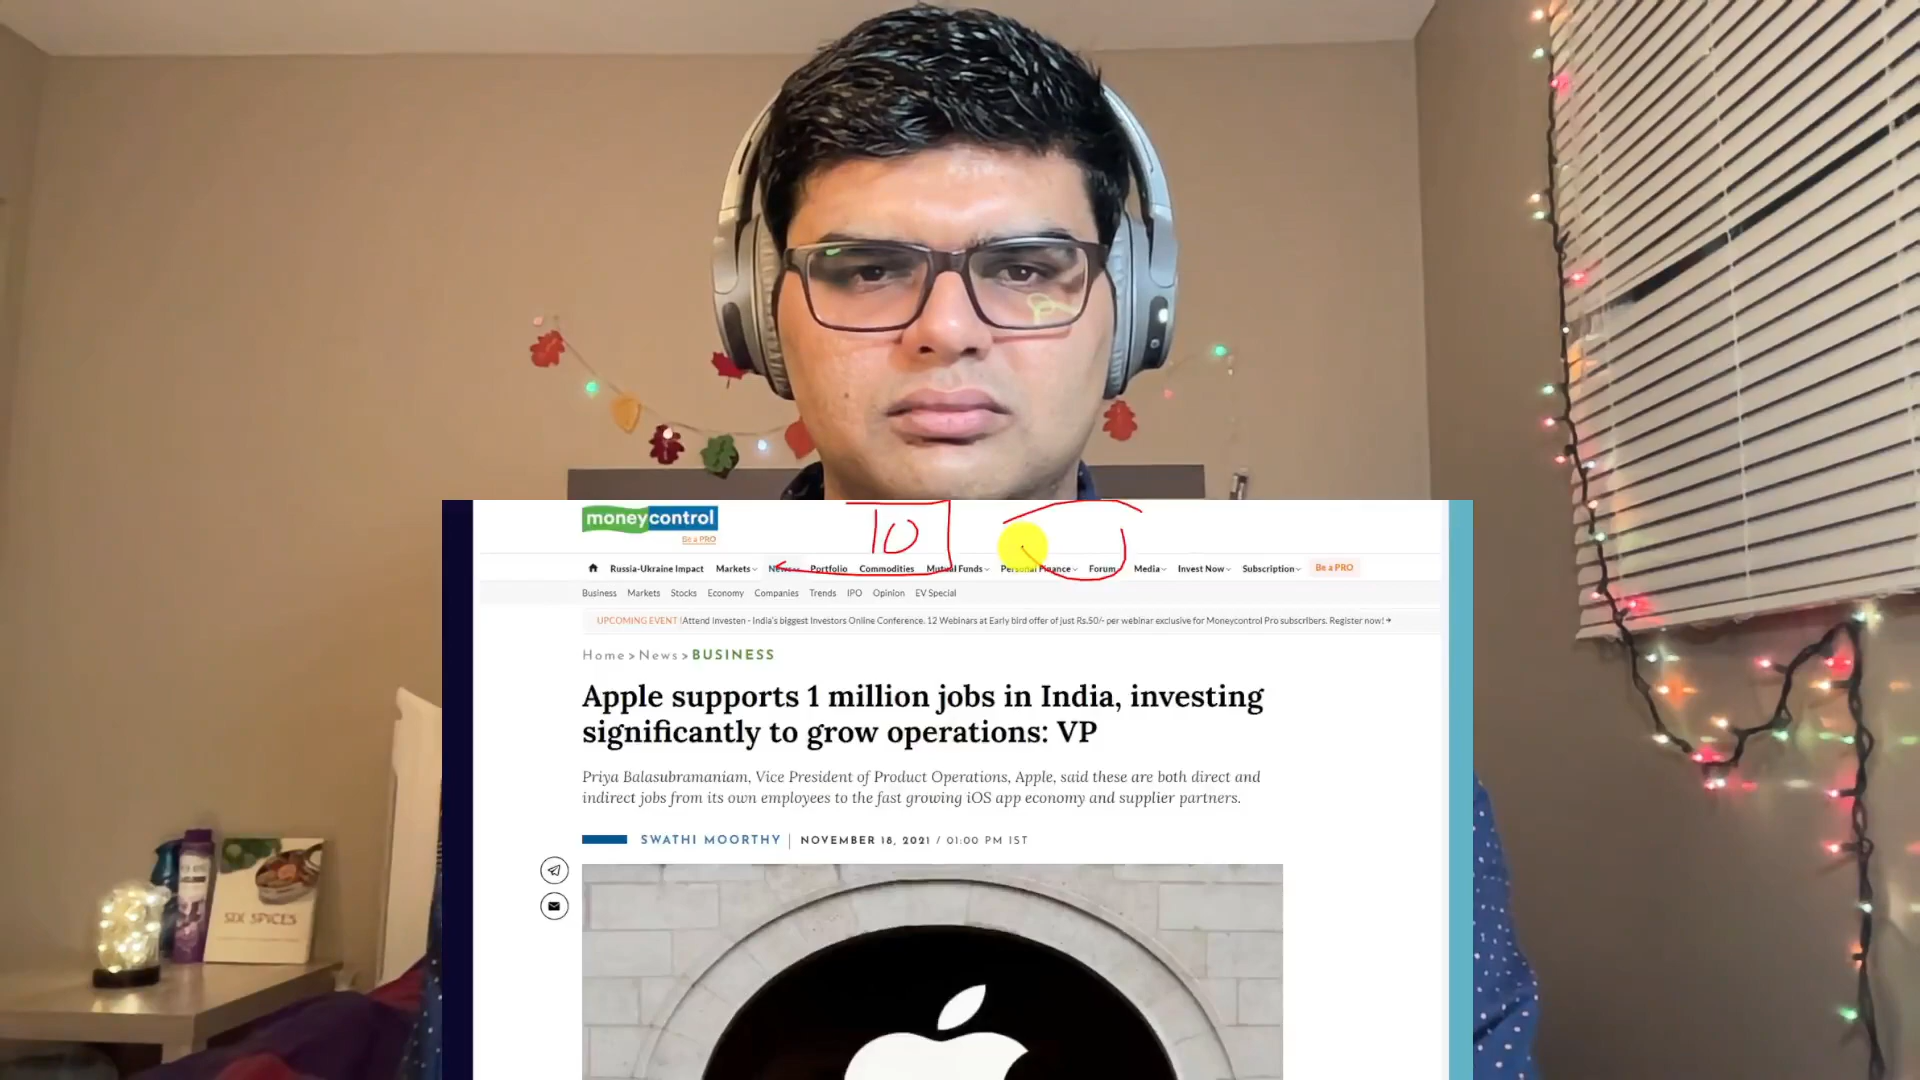 SIX SPICES
moneycontrol
Be a PRO
10
Russia-Ukraine Impact Markets News Portfolio Commodities Mutual Funds Personal Finance Forum Media Invest Now Subscription Be a PRO
Business Markets Stocks Economy Companies Trends IPO Opinion EV Special
UPCOMING EVENT | Attend Investen - India's biggest Investors Online Conference. 12 Webinars at Early bird offer of just Rs.50/- per webinar exclusive for Moneycontrol Pro subscribers. Register now!
Home > News > BUSINESS
Apple supports 1 million jobs in India, investing
significantly to grow operations: VP
Priya Balasubramaniam, Vice President of Product Operations, Apple, said these are both direct and
indirect jobs from its own employees to the fast growing iOS app economy and supplier partners.
SWATHI MOORTHY | NOVEMBER 18, 2021 / 01:00 PM IST